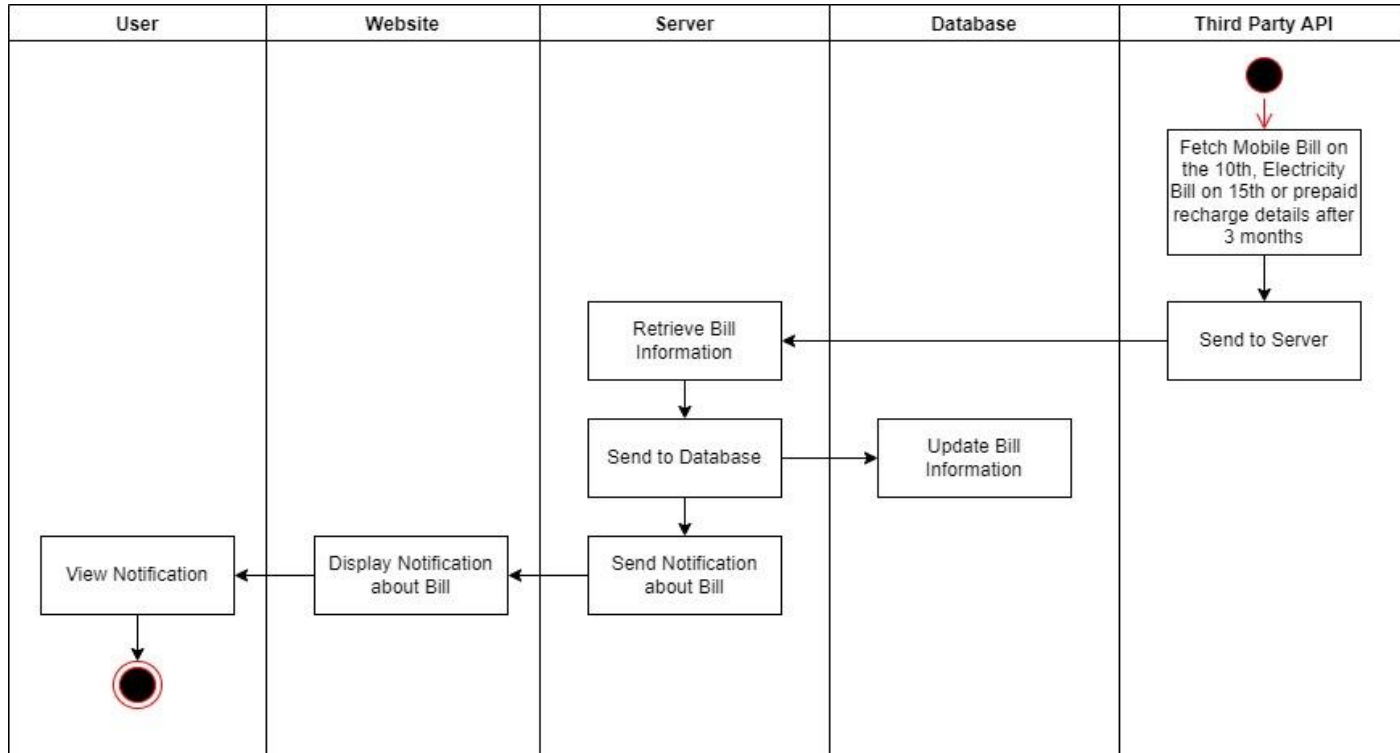 User
Website
Server
Database
Third Party API
Fetch Mobile Bill on
the 10th, Electricity
Bill on 15th or prepaid
recharge details after
3 months
Send to Server
Retrieve Bill
Information
Send to Database
Update Bill
Information
Send Notification
about Bill
Display Notification
about Bill
View Notification